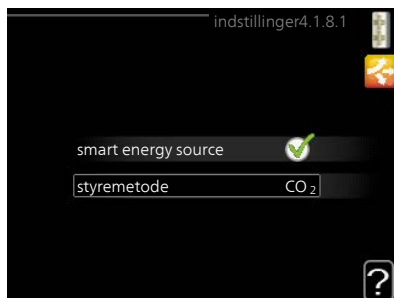 indstillinger4.1.8.1
smart energy source
styremetode CO₂
?